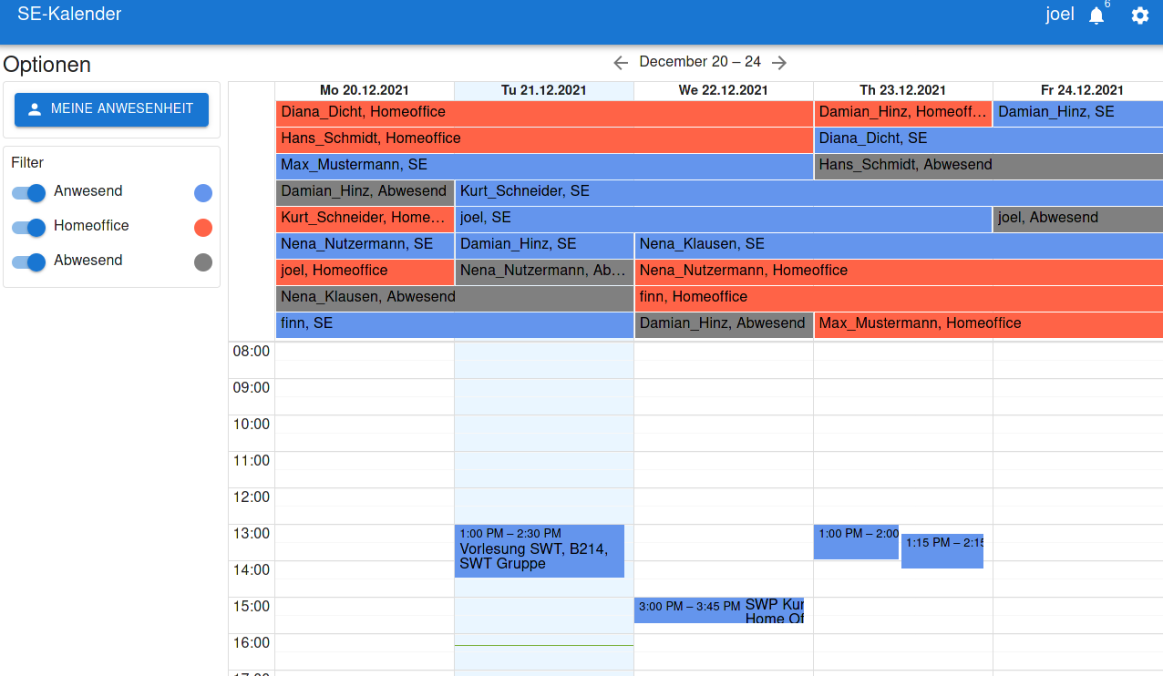 SE-Kalender
joel
6
Optionen
December 20 – 24
MEINE ANWESENHEIT
Filter
Anwesend
Homeoffice
Abwesend
Mo 20.12.2021
Tu 21.12.2021
We 22.12.2021
Th 23.12.2021
Fr 24.12.2021
Diana_Dicht, Homeoffice
Damian_Hinz, Homeoff…
Damian_Hinz, SE
Hans_Schmidt, Homeoffice
Diana_Dicht, SE
Max_Mustermann, SE
Hans_Schmidt, Abwesend
Damian_Hinz, Abwesend
Kurt_Schneider, SE
Kurt_Schneider, Home…
joel, SE
joel, Abwesend
Nena_Nutzermann, SE
Damian_Hinz, SE
Nena_Klausen, SE
joel, Homeoffice
Nena_Nutzermann, Ab…
Nena_Nutzermann, Homeoffice
Nena_Klausen, Abwesend
finn, Homeoffice
finn, SE
Damian_Hinz, Abwesend
Max_Mustermann, Homeoffice
08:00
09:00
10:00
11:00
12:00
13:00
1:00 PM – 2:30 PM
Vorlesung SWT, B214,
SWT Gruppe
1:00 PM – 2:00
1:15 PM – 2:15
14:00
15:00
3:00 PM – 3:45 PM
SWP Kur
Home Of
16:00
17:00